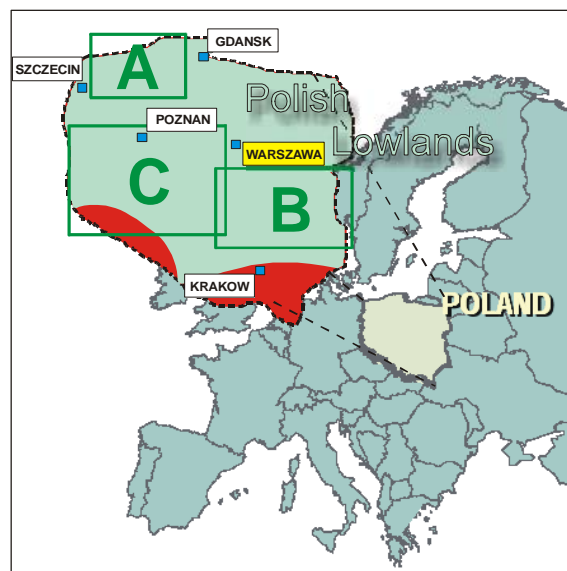 GDANSK
A
SZCZECIN
Polish
POZNAN
Lowlands
WARSZAWA
C
B
KRAKOW
POLAND